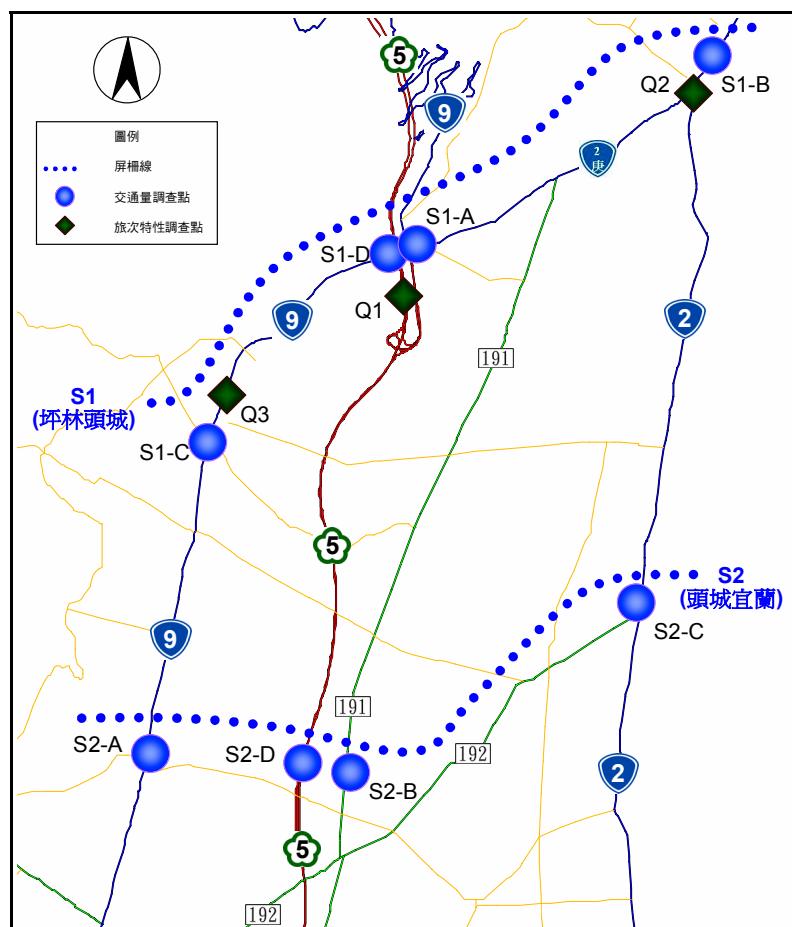 圖例
屏柵線
交通量調查點
旅次特性調查點
5
9
S1-B
Q2
2
庚
S1-A
S1-D
Q1
9
2
191
S1
(坪林頭城)
Q3
S1-C
5
S2
(頭城宜蘭)
S2-C
9
191
S2-A
S2-D
192
S2-B
2
5
192